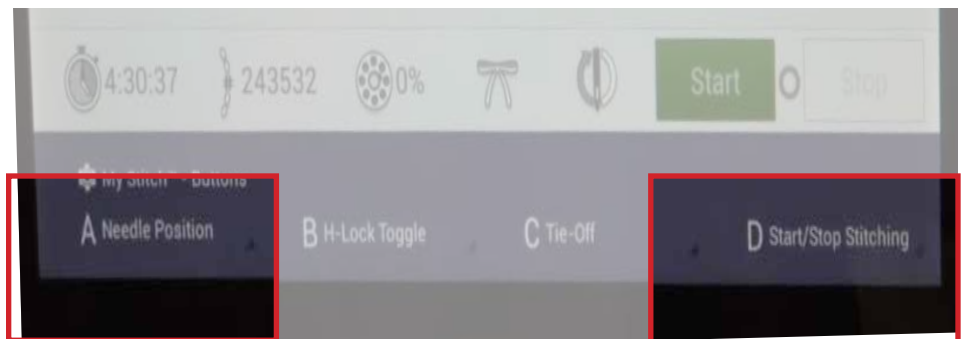 4:30:37 243532 0% Start Stop
My Stitch - Buttons
A Needle Position B H-Lock Toggle C Tie-Off D Start/Stop Stitching